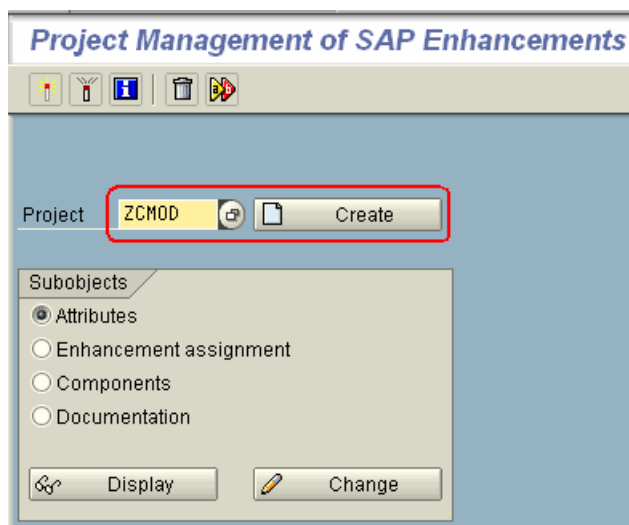 Project Management of SAP Enhancements
Project ZCMOD Create
Subobjects
Attributes
Enhancement assignment
Components
Documentation
Display Change